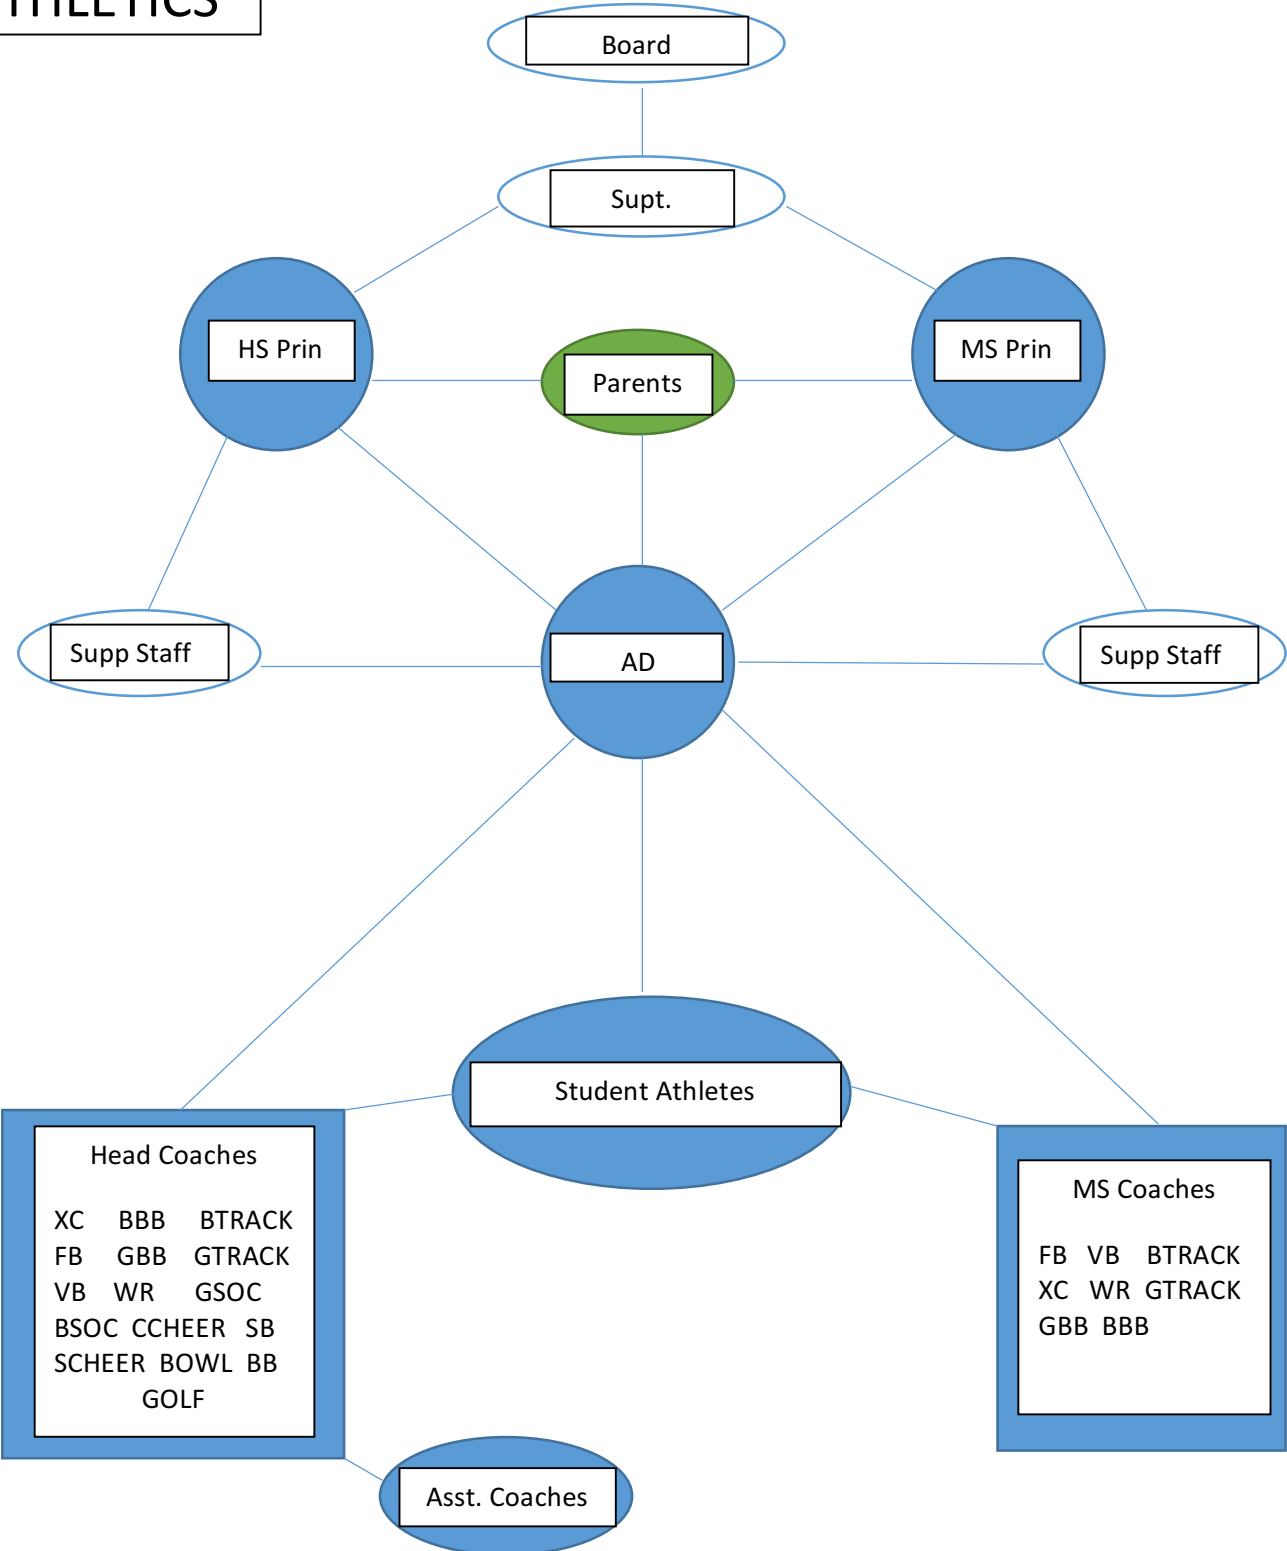 THLETICS
Board
Supt.
HS Prin
MS Prin
Parents
Supp Staff
AD
Supp Staff
Student Athletes
Head Coaches
XC BBB BTRACK
FB GBB GTRACK
VB WR GSOC
BSOC CCHEER SB
SCHEER BOWL BB
GOLF
MS Coaches
FB VB BTRACK
XC WR GTRACK
GBB BBB
Asst. Coaches